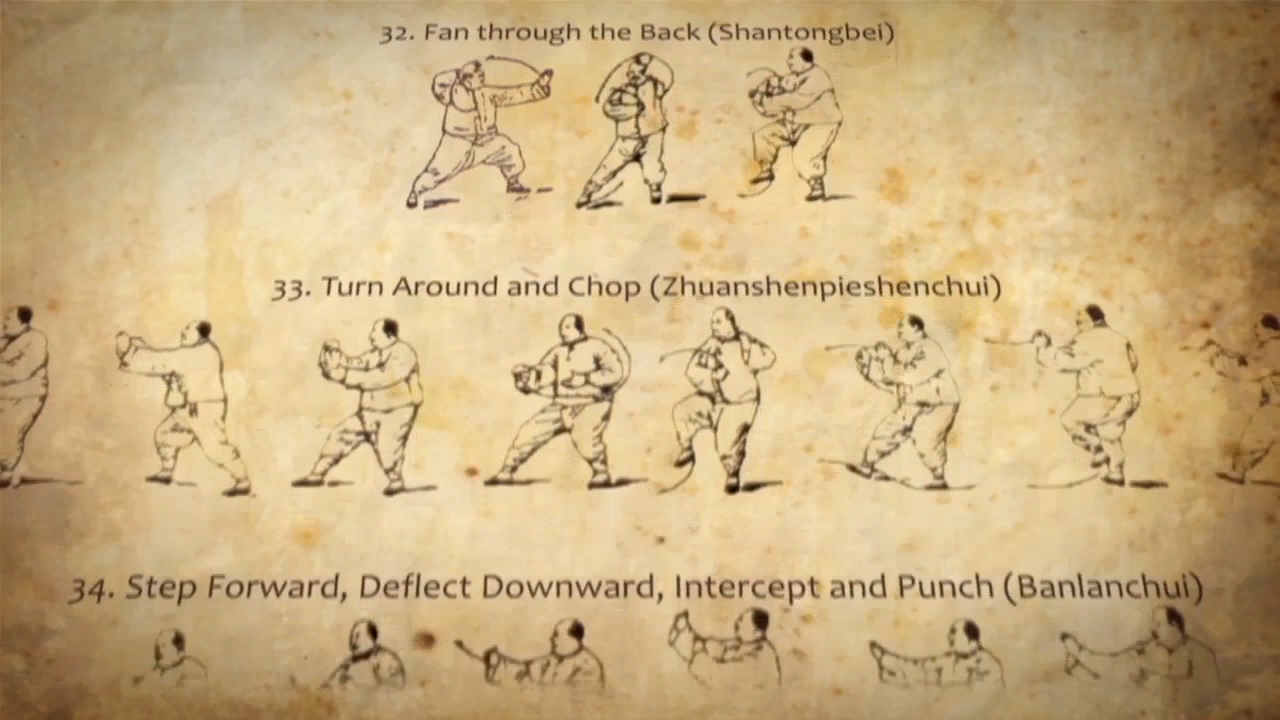 32. Fan through the Back (Shantongbei)
33. Turn Around and Chop (Zhuanshenpieshenchui)
34. Step Forward, Deflect Downward, Intercept and Punch (Banlanchui)